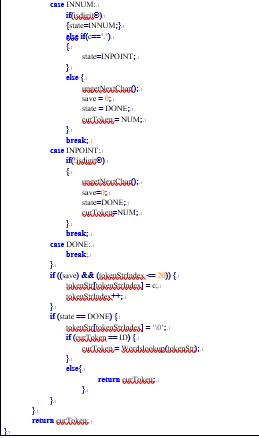 case INNUM:
if(isdigit®)
{state=INNUM;}
else if(c=='.')
{
state=INPOINT;
}
else {
ungetNextChar();
save = 0;
state = DONE;
curToken = NUM;
}
break;
case INPOINT:
if(!isdigit®)
{
ungetNextChar();
save=0;
state=DONE;
curToken=NUM;
}
break;
case DONE:
break;
}
if ((save) && (tokenStrIndex <= 20)) {
tokenStr[tokenStrIndex] = c;
tokenStrIndex++;
}
if (state == DONE) {
tokenStr[tokenStrIndex] = '\0';
if (curToken == ID) {
curToken = Wordslookup(tokenStr);
}
else{
return curToken;
}
}
}
return curToken;
}